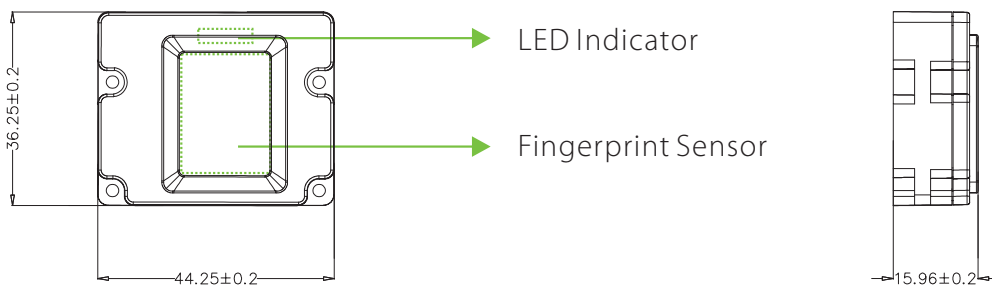 LED Indicator
36.25±0.2
Fingerprint Sensor
44.25±0.2
15.96±0.2